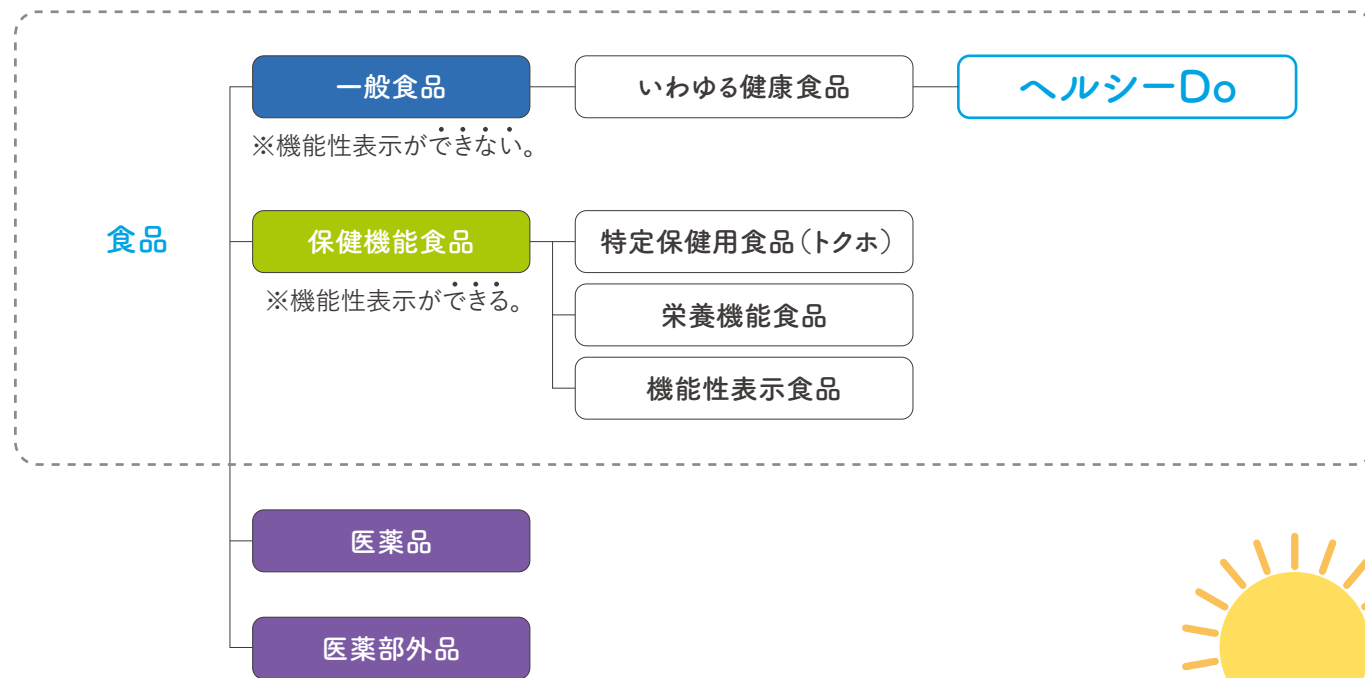 一般食品
いわゆる健康食品
ヘルシーDo
※機能性表示ができない。
食品
保健機能食品
特定保健用食品（トクホ）
※機能性表示ができる。
栄養機能食品
機能性表示食品
医薬品
医薬部外品